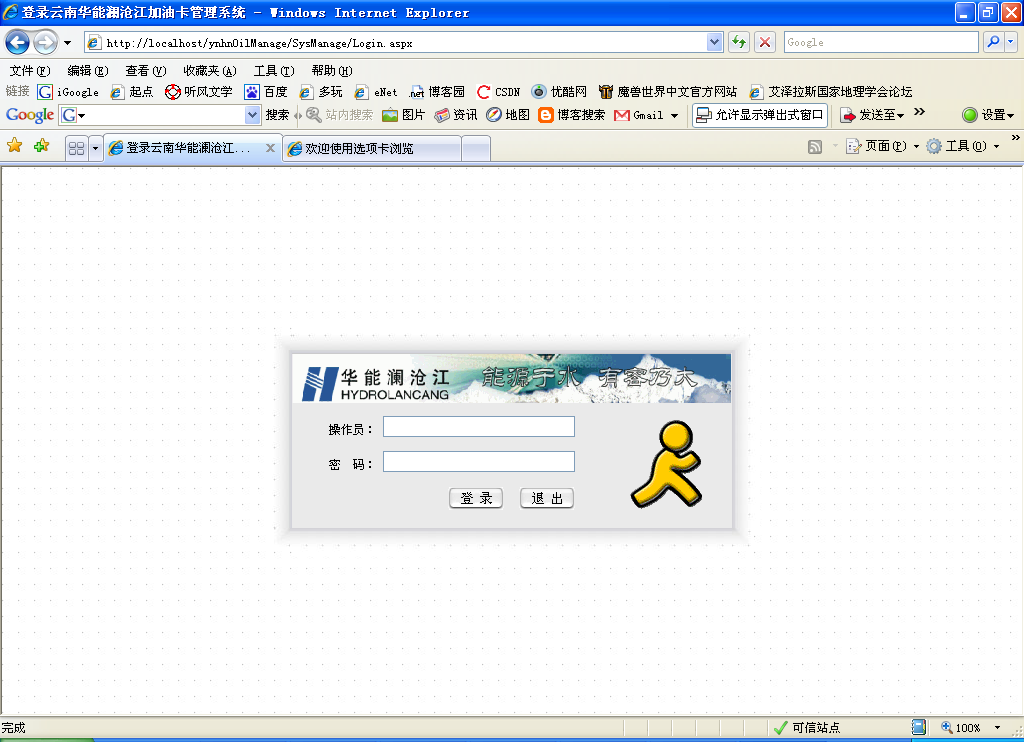 登录云南华能澜沧江加油卡管理系统 - Windows Internet Explorer
http://localhost/ynhnOilManage/SysManage/Login.aspx
Google
文件(F) 编辑(E) 查看(V) 收藏夹(A) 工具(T) 帮助(H)
链接 iGoogle 起点 听风文学 百度 多玩 eNet .net 博客园 CSDN 优酷网 魔兽世界中文官方网站 艾泽拉斯国家地理学会论坛
Google G 搜索 站内搜索 图片 资讯 地图 博客搜索 Gmail 允许显示弹出式窗口 发送至 » 设置
登录云南华能澜沧江... 欢迎使用选项卡浏览 页面(P) 工具(O) »
华能澜沧江 能源于水 有容乃大
HYDROLANCANG
操作员：
密 码：
登 录 退 出
完成 可信站点 100%